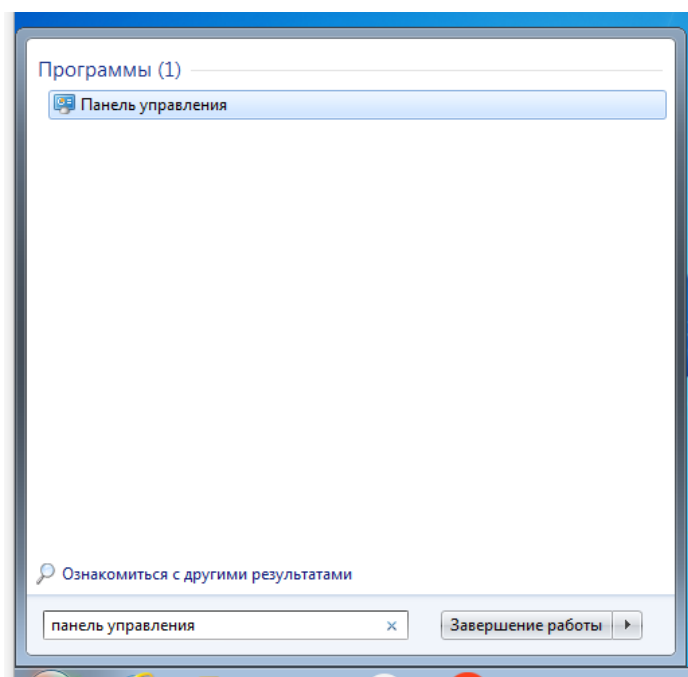 Программы (1)
Панель управления
Ознакомиться с другими результатами
панель управления
Завершение работы